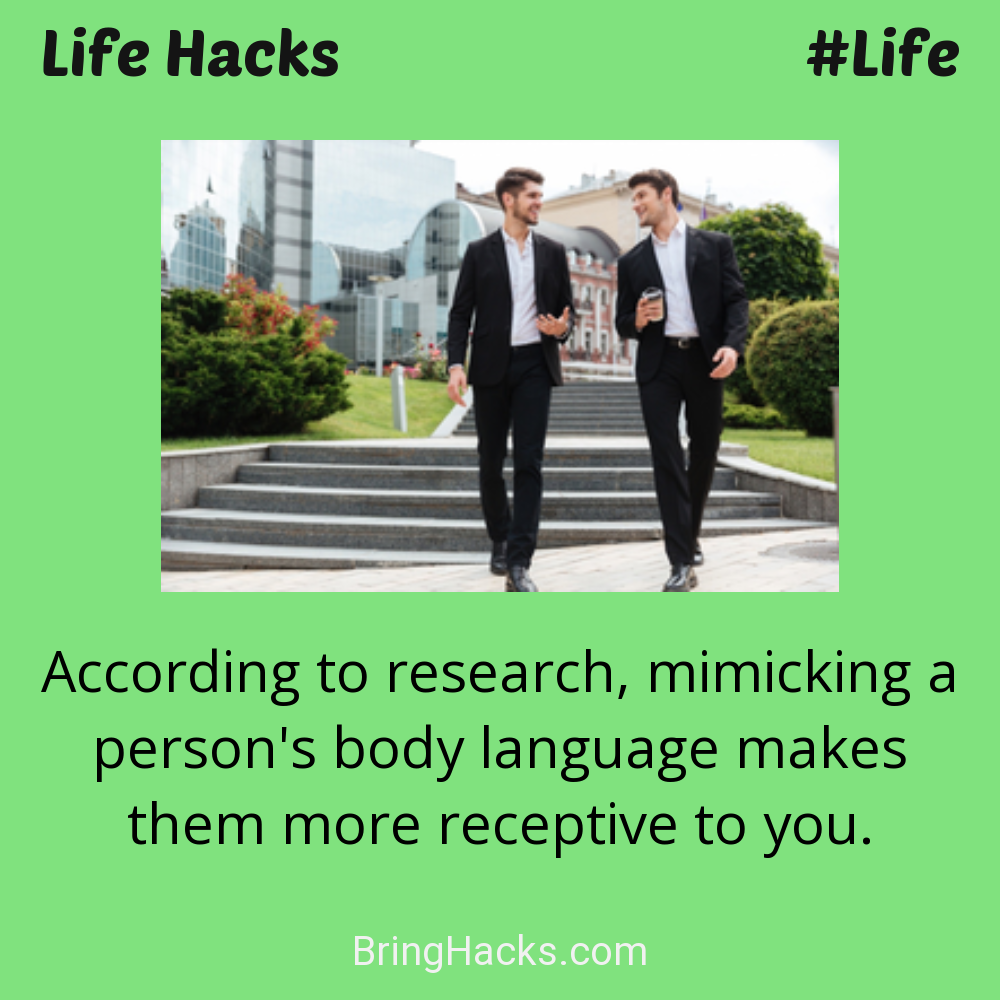 Life Hacks
#Life
According to research, mimicking a
person's body language makes
them more receptive to you.
BringHacks.com